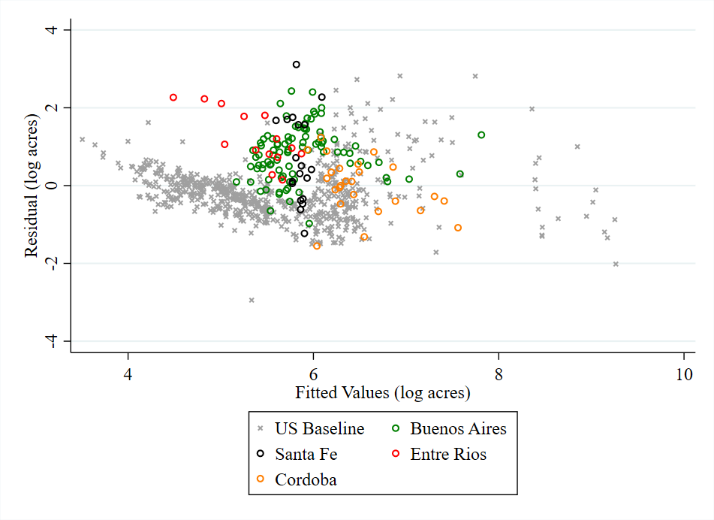 4
2
0
-2
-4
Residual (log acres)
4 6 8 10
Fitted Values (log acres)
US Baseline Buenos Aires
Santa Fe Entre Rios
Cordoba